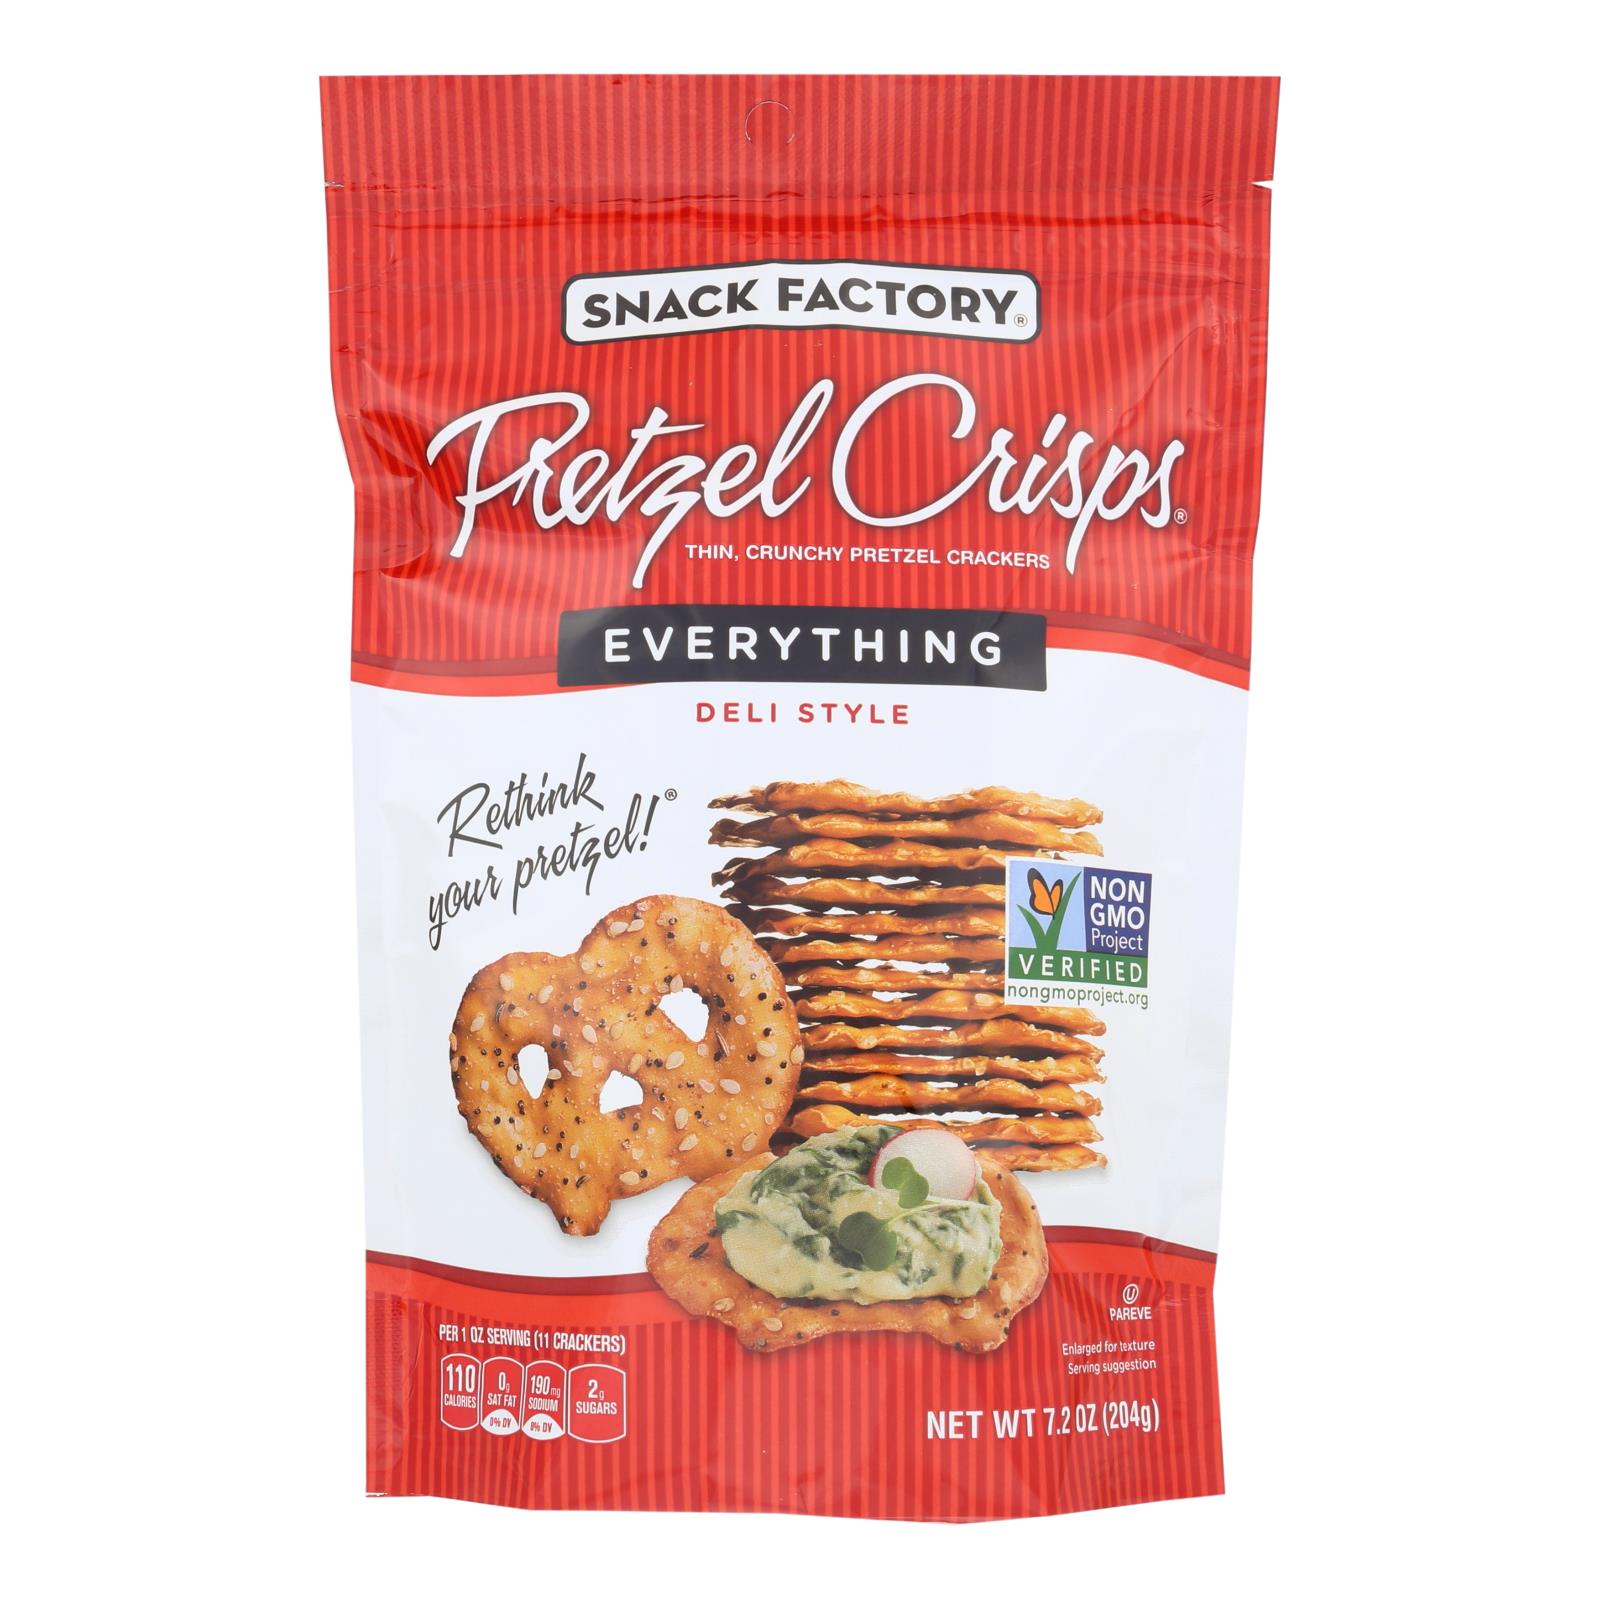 SNACK FACTORY®
Pretzel Crisps®
THIN, CRUNCHY PRETZEL CRACKERS
EVERYTHING
DELI STYLE
Rethink
your pretzel!®
NON
GMO
Project
VERIFIED
nongmoproject.org
U
PAREVE
Enlarged for texture
Serving suggestion
PER 1 OZ SERVING (11 CRACKERS)
110
CALORIES
0g
SAT FAT
0% DV
190mg
SODIUM
8% DV
2g
SUGARS
NET WT 7.2 OZ (204g)